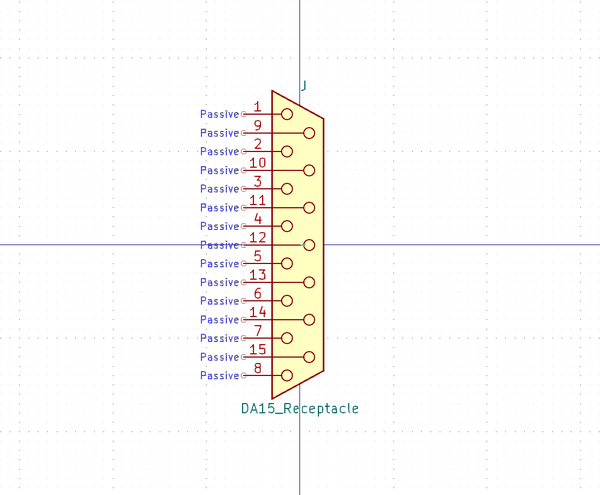 J
Passive 1
Passive 9
Passive 2
Passive 10
Passive 3
Passive 11
Passive 4
Passive 12
Passive 5
Passive 13
Passive 6
Passive 14
Passive 7
Passive 15
Passive 8
DA15_Receptacle